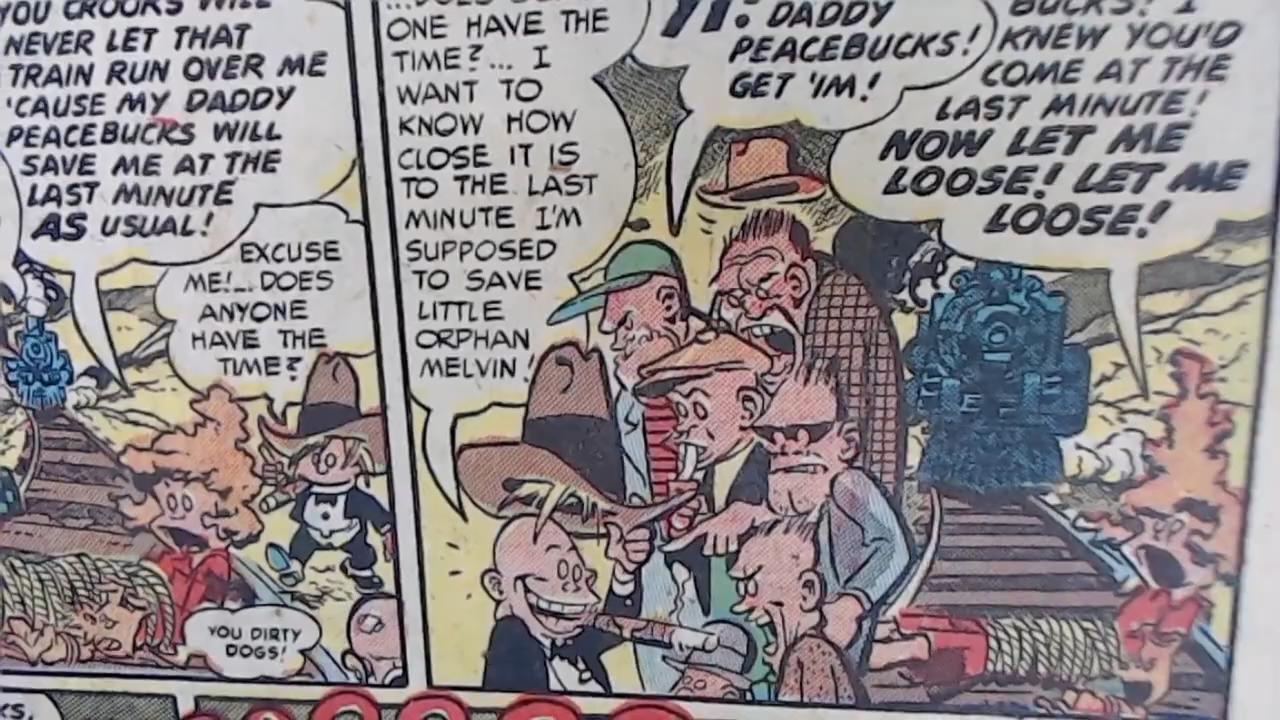 YOU CROOKS WILL
NEVER LET THAT
TRAIN RUN OVER ME
'CAUSE MY DADDY
PEACEBUCKS WILL
SAVE ME AT THE
LAST MINUTE
AS USUAL!
EXCUSE
ME!...DOES
ANYONE
HAVE THE
TIME?
YOU DIRTY
DOGS!
ONE HAVE THE
TIME?... I
WANT TO
KNOW HOW
CLOSE IT IS
TO THE LAST
MINUTE I'M
SUPPOSED
TO SAVE
LITTLE
ORPHAN
MELVIN!
DADDY
PEACEBUCKS!
GET 'IM!
BUCKS! I
KNEW YOU'D
COME AT THE
LAST MINUTE!
NOW LET ME
LOOSE! LET ME
LOOSE!